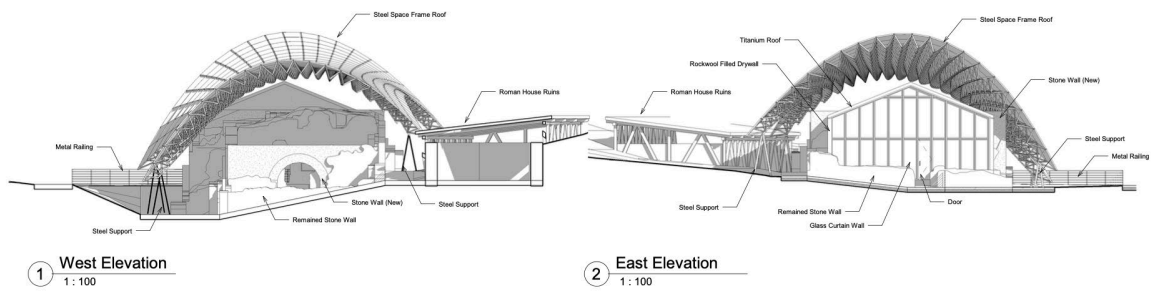 Steel Space Frame Roof
Roman House Ruins
Metal Railing
Stone Wall (New)
Steel Support
Remained Stone Wall
Steel Support
1 West Elevation
1 : 100
Steel Space Frame Roof
Titanium Roof
Rockwool Filled Drywall
Stone Wall (New)
Roman House Ruins
Steel Support
Metal Railing
Steel Support
Remained Stone Wall
Door
Glass Curtain Wall
2 East Elevation
1 : 100